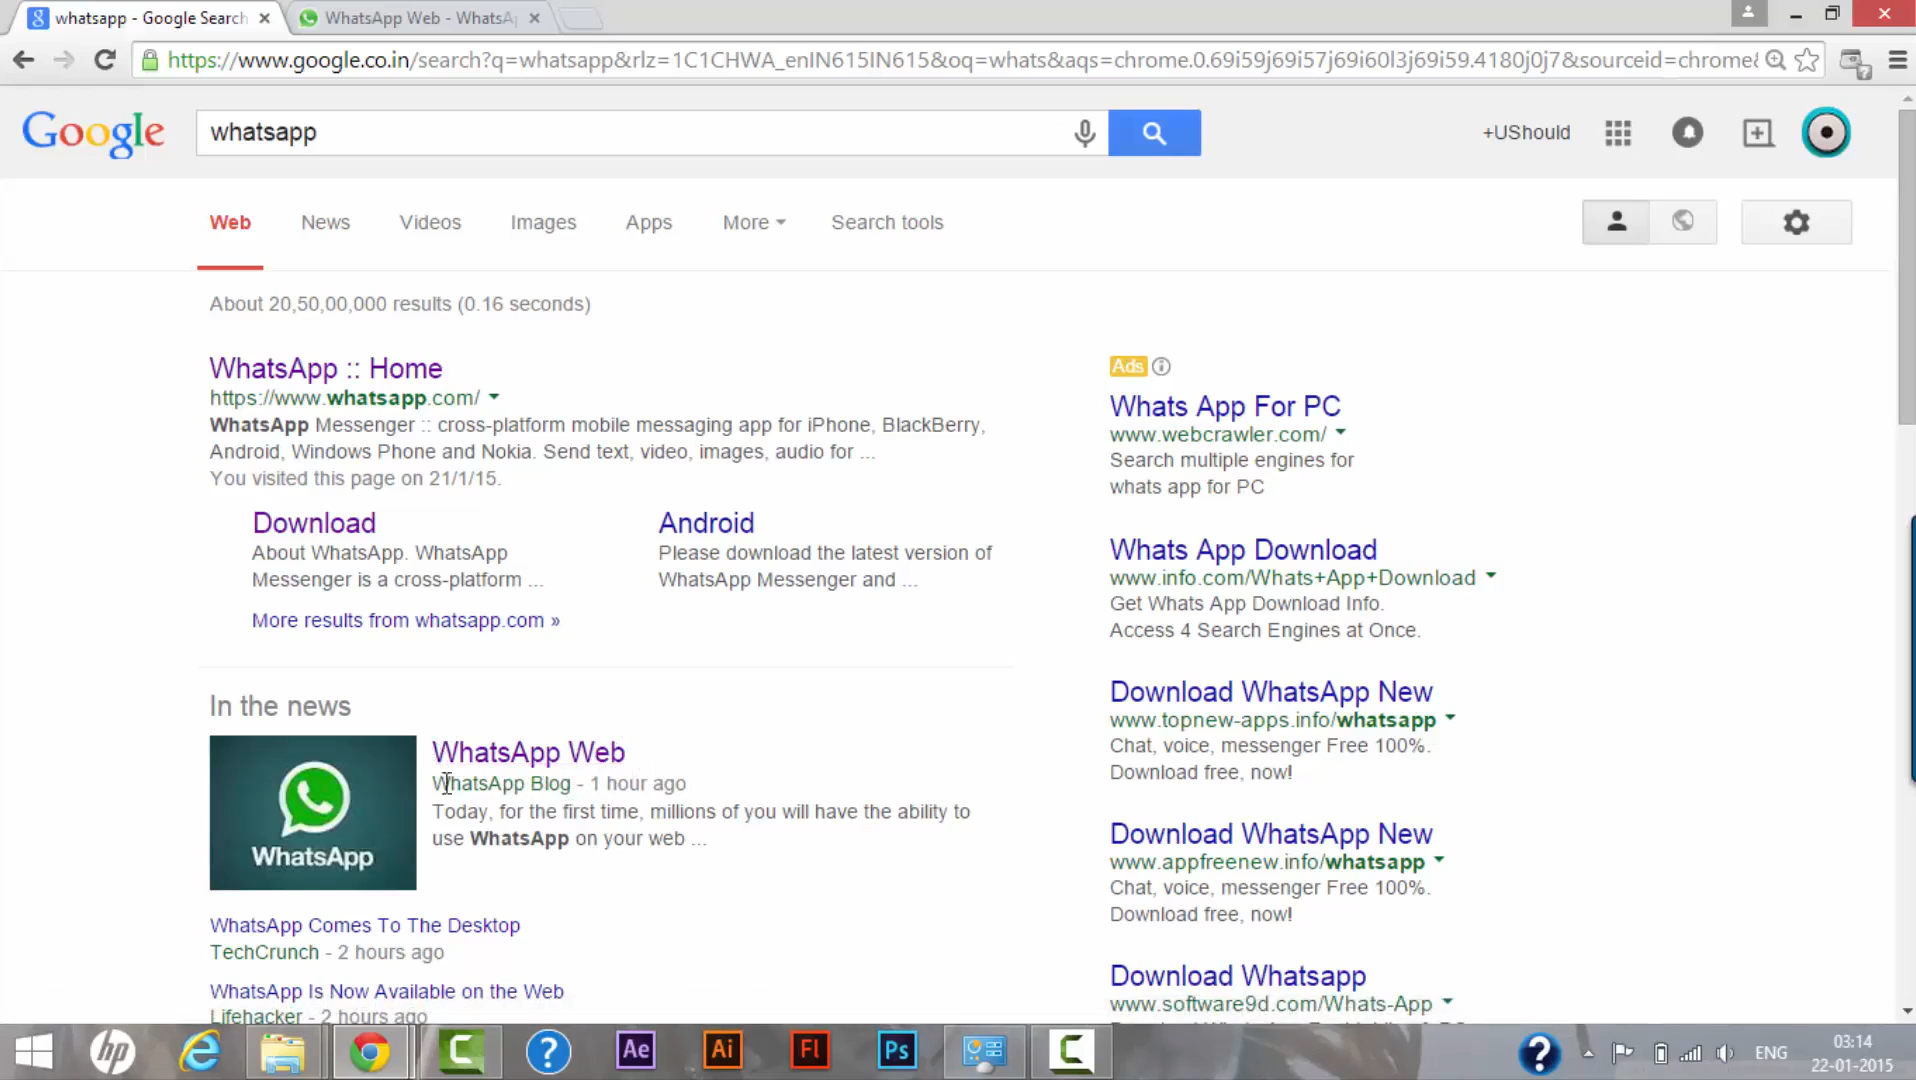 whatsapp - Google Search
WhatsApp Web - WhatsA
https://www.google.co.in/search?q=whatsapp&rlz=1C1CHWA_enIN615IN615&oq=whats&aqs=chrome.0.69i59j69i57j69i60l3j69i59.4180j0j7&sourceid=chrome&
Google
whatsapp
+UShould
Web News Videos Images Apps More Search tools
About 20,50,00,000 results (0.16 seconds)
WhatsApp :: Home
https://www.whatsapp.com/
WhatsApp Messenger :: cross-platform mobile messaging app for iPhone, BlackBerry,
Android, Windows Phone and Nokia. Send text, video, images, audio for ...
You visited this page on 21/1/15.
Download
About WhatsApp. WhatsApp
Messenger is a cross-platform ...
Android
Please download the latest version of
WhatsApp Messenger and ...
More results from whatsapp.com »
In the news
WhatsApp
WhatsApp Web
WhatsApp Blog - 1 hour ago
Today, for the first time, millions of you will have the ability to
use WhatsApp on your web ...
WhatsApp Comes To The Desktop
TechCrunch - 2 hours ago
WhatsApp Is Now Available on the Web
Lifehacker - 2 hours ago
Ads
Whats App For PC
www.webcrawler.com/
Search multiple engines for
whats app for PC
Whats App Download
www.info.com/Whats+App+Download
Get Whats App Download Info.
Access 4 Search Engines at Once.
Download WhatsApp New
www.topnew-apps.info/whatsapp
Chat, voice, messenger Free 100%.
Download free, now!
Download WhatsApp New
www.appfreenew.info/whatsapp
Chat, voice, messenger Free 100%.
Download free, now!
Download Whatsapp
www.software9d.com/Whats-App
hp
Ae
Ai
Fl
Ps
ENG
03:14
22-01-2015